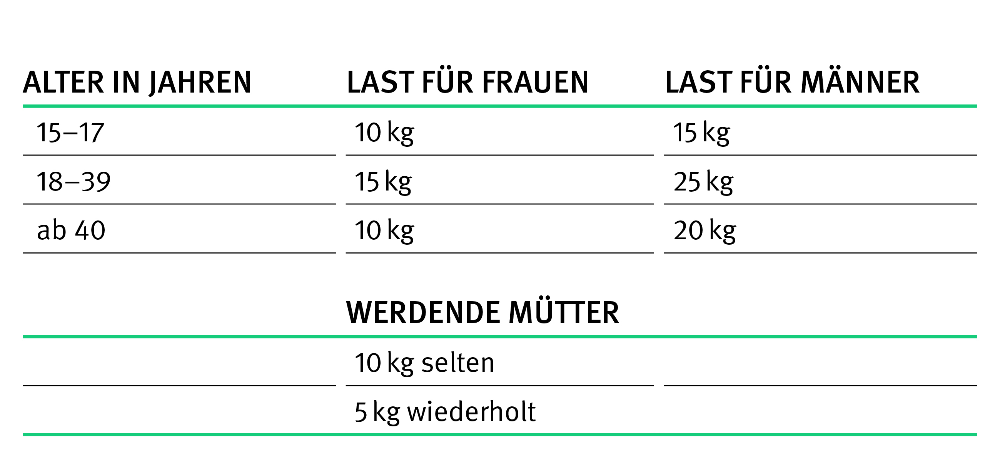 ALTER IN JAHREN LAST FÜR FRAUEN LAST FÜR MÄNNER
15–17 10 kg 15 kg
18–39 15 kg 25 kg
ab 40 10 kg 20 kg
WERDENDE MÜTTER
10 kg selten
5 kg wiederholt